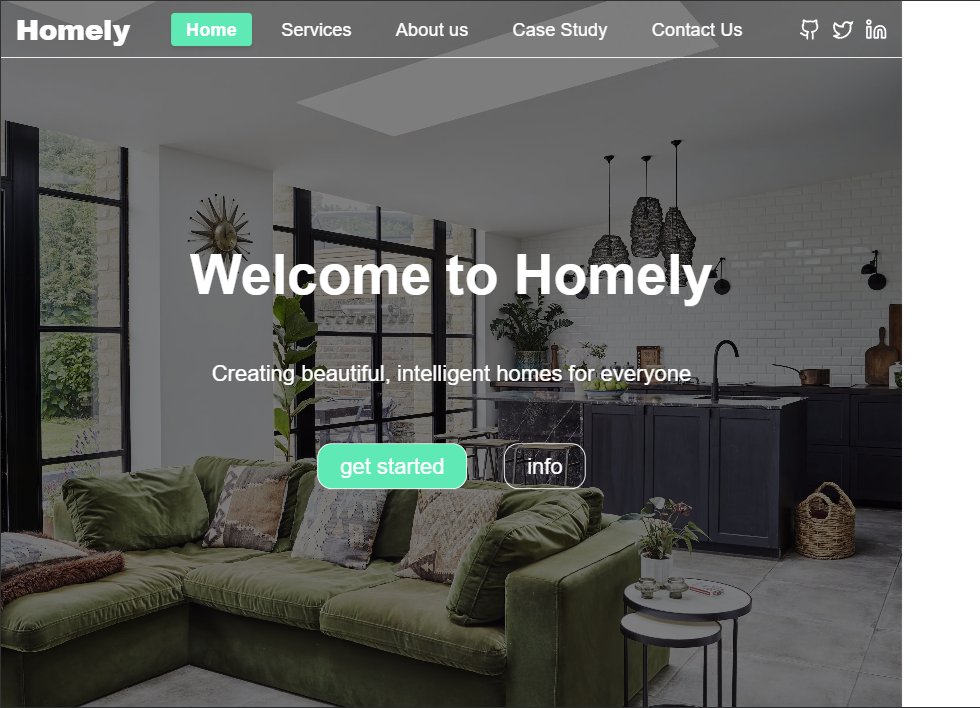 Homely Home Services About us Case Study Contact Us
Welcome to Homely
Creating beautiful, intelligent homes for everyone
get started info